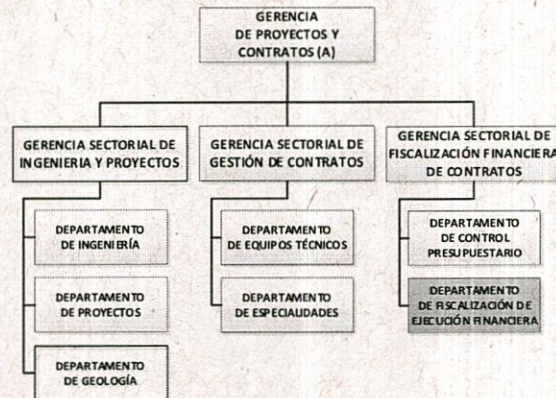 GERENCIA
DE PROYECTOS Y
CONTRATOS (A)
GERENCIA SECTORIAL DE
INGENIERIA Y PROYECTOS
GERENCIA SECTORIAL DE
GESTIÓN DE CONTRATOS
GERENCIA SECTORIAL DE
FISCALIZACIÓN FINANCIERA
DE CONTRATOS
DEPARTAMENTO
DE INGENIERÍA
DEPARTAMENTO
DE PROYECTOS
DEPARTAMENTO
DE GEOLOGÍA
DEPARTAMENTO
DE EQUIPOS TÉCNICOS
DEPARTAMENTO
DE ESPECIALIDADES
DEPARTAMENTO
DE CONTROL
PRESUPUESTARIO
DEPARTAMENTO
DE FISCALIZACIÓN DE
EJECUCIÓN FINANCIERA